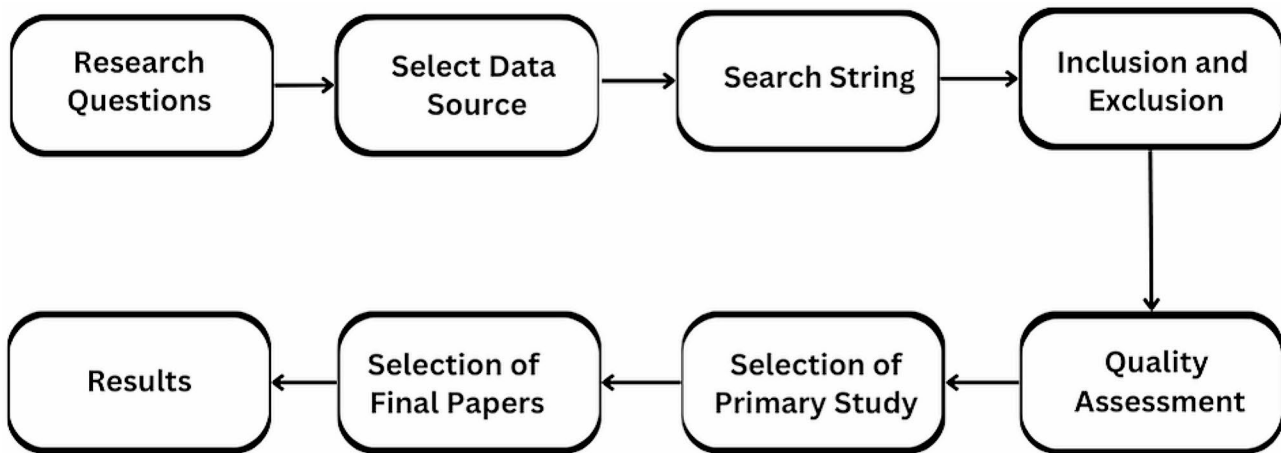 Research
Questions
Select Data
Source
Search String
Inclusion and
Exclusion
Quality
Assessment
Selection of
Primary Study
Selection of
Final Papers
Results